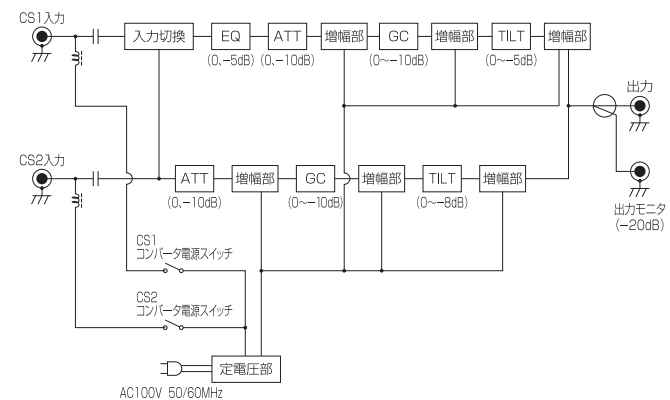 CS1入力
入力切換
EQ
ATT
増幅部
GC
増幅部
TILT
増幅部
(0、−5dB)
(0、−10dB)
(0〜−10dB)
(0〜−5dB)
出力
CS2入力
ATT
増幅部
GC
増幅部
TILT
増幅部
(0、−10dB)
(0〜−10dB)
(0〜−8dB)
出力モニタ
(−20dB)
CS1
コンバータ電源スイッチ
CS2
コンバータ電源スイッチ
定電圧部
AC100V 50/60MHz